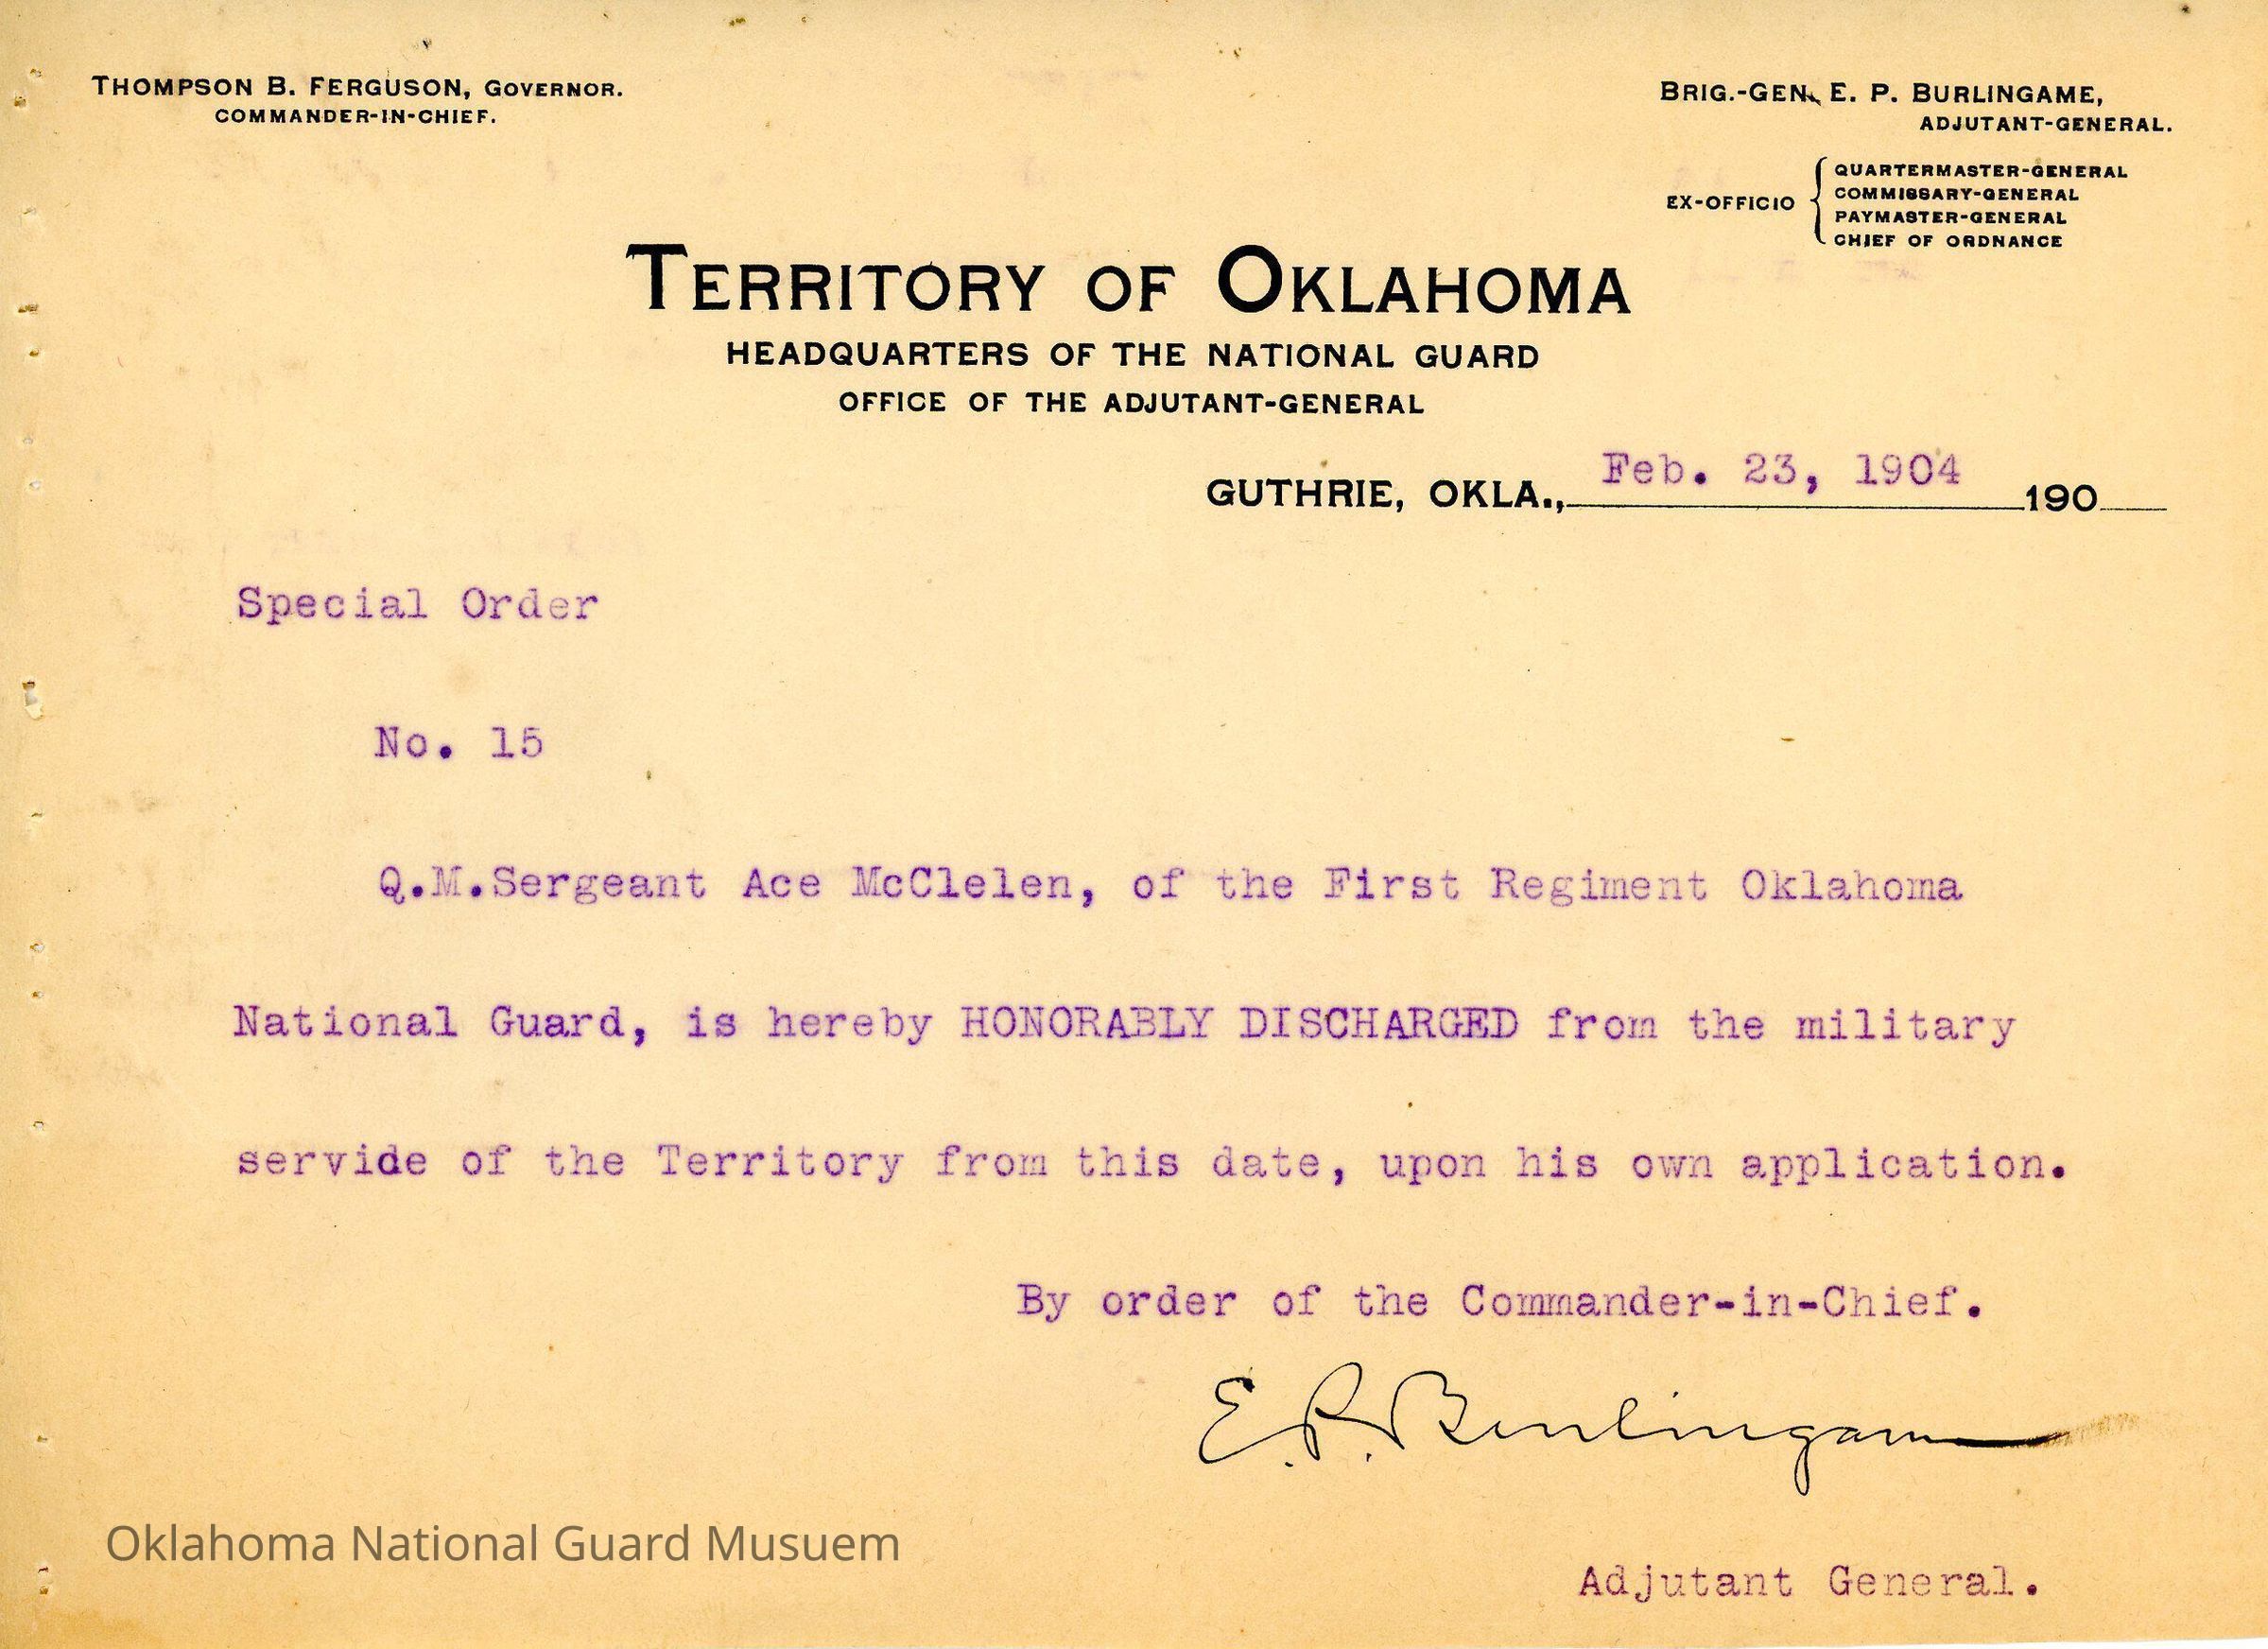 THOMPSON B. FERGUSON, GOVERNOR.
COMMANDER-IN-CHIEF.
BRIG.-GEN. E. P. BURLINGAME,
ADJUTANT-GENERAL.
EX-OFFICIO
QUARTERMASTER-GENERAL
COMMISSARY-GENERAL
PAYMASTER-GENERAL
CHIEF OF ORDNANCE
TERRITORY OF OKLAHOMA
HEADQUARTERS OF THE NATIONAL GUARD
OFFICE OF THE ADJUTANT-GENERAL
GUTHRIE, OKLA., Feb. 23, 1904 190
Special Order
No. 15
Q.M.Sergeant Ace McClelen, of the First Regiment Oklahoma
National Guard, is hereby HONORABLY DISCHARGED from the military
servide of the Territory from this date, upon his own application.
By order of the Commander-in-Chief.
E. P. Burlingame
Adjutant General.
Oklahoma National Guard Musuem